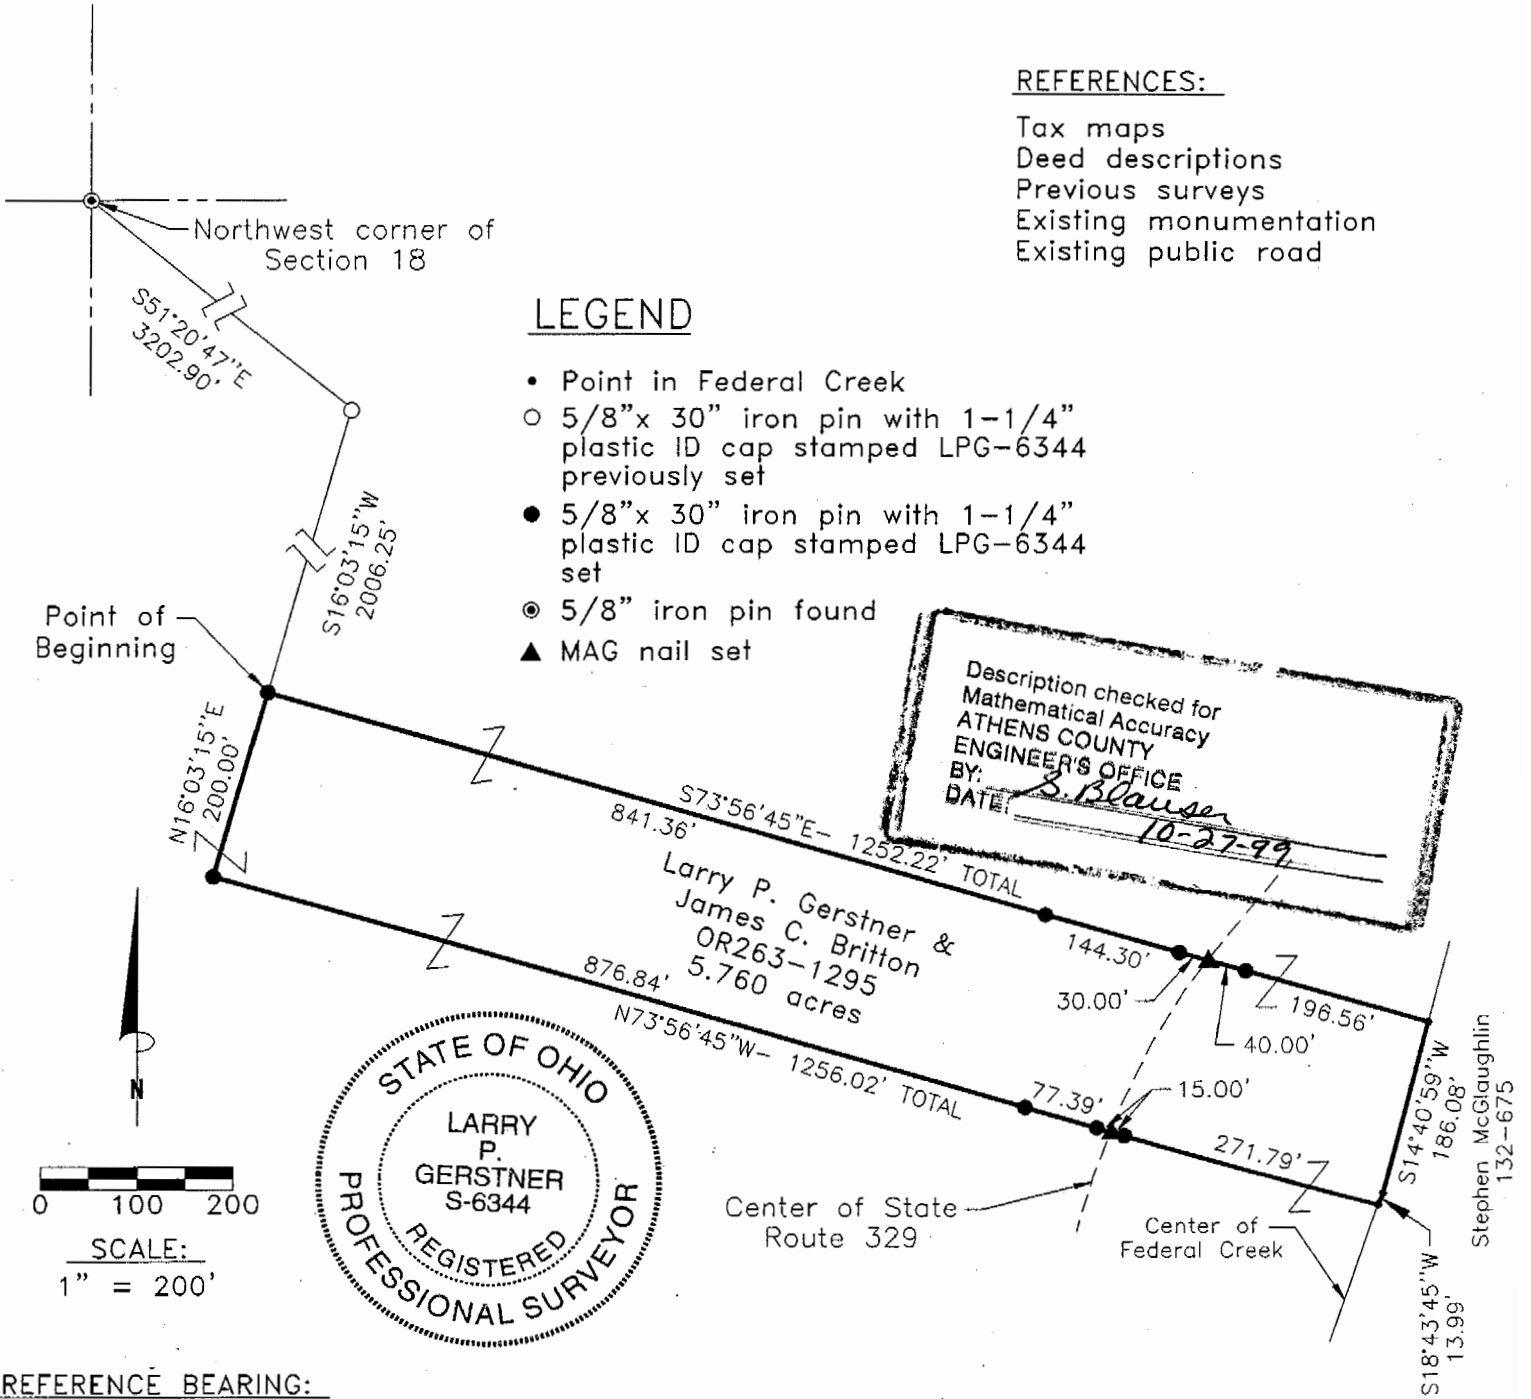 REFERENCES:
Tax maps
Deed descriptions
Previous surveys
Existing monumentation
Existing public road
Northwest corner of
Section 18
S51°20'47"E
3202.90'
LEGEND
Point in Federal Creek
5/8"x 30" iron pin with 1-1/4"
plastic ID cap stamped LPG-6344
previously set
5/8"x 30" iron pin with 1-1/4"
plastic ID cap stamped LPG-6344
set
5/8" iron pin found
MAG nail set
S16°03'15"W
2006.25'
Point of
Beginning
N16°03'15"E
200.00'
Description checked for
Mathematical Accuracy
ATHENS COUNTY
ENGINEER'S OFFICE
BY: S. Blauser
DATE: 10-27-99
S73°56'45"E- 1252.22' TOTAL
841.36'
144.30'
30.00'
40.00'
196.56'
Larry P. Gerstner &
James C. Britton
OR263-1295
5.760 acres
876.84'
N73°56'45"W- 1256.02' TOTAL
77.39'
15.00'
271.79'
S14°40'59"W
186.08'
Stephen McGlaughlin
132-675
S18°43'45"W
13.99'
Center of State
Route 329
Center of
Federal Creek
N
0 100 200
SCALE:
1" = 200'
STATE OF OHIO
LARRY
P.
GERSTNER
S-6344
REGISTERED
PROFESSIONAL SURVEYOR
REFERENCE BEARING: